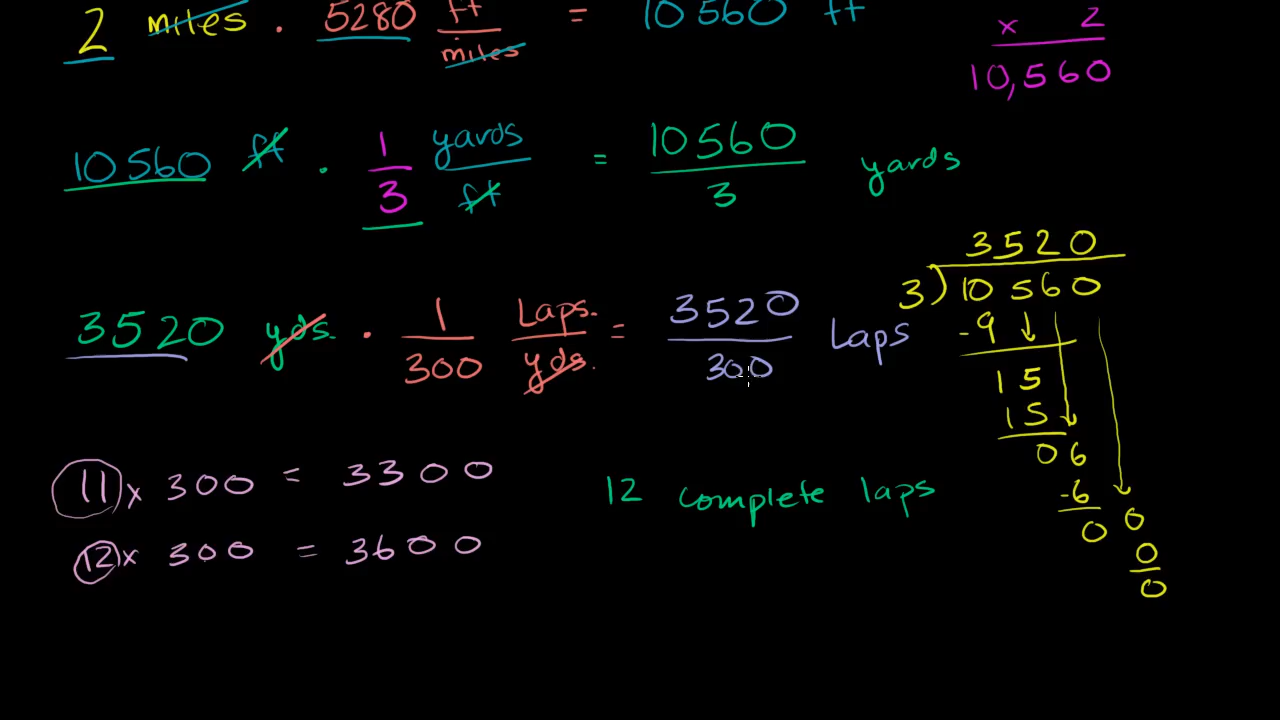 2 miles · 5280 ft/miles = 10560 ft
x 2
10,560
10560 ft · 1/3 yards/ft = 10560/3 yards
3520 yds. · 1/300 Laps./yds. = 3520/300 Laps
3520
3)10560
-9
15
15
06
-6
00
0
0
11 x 300 = 3300
12 x 300 = 3600
12 complete laps